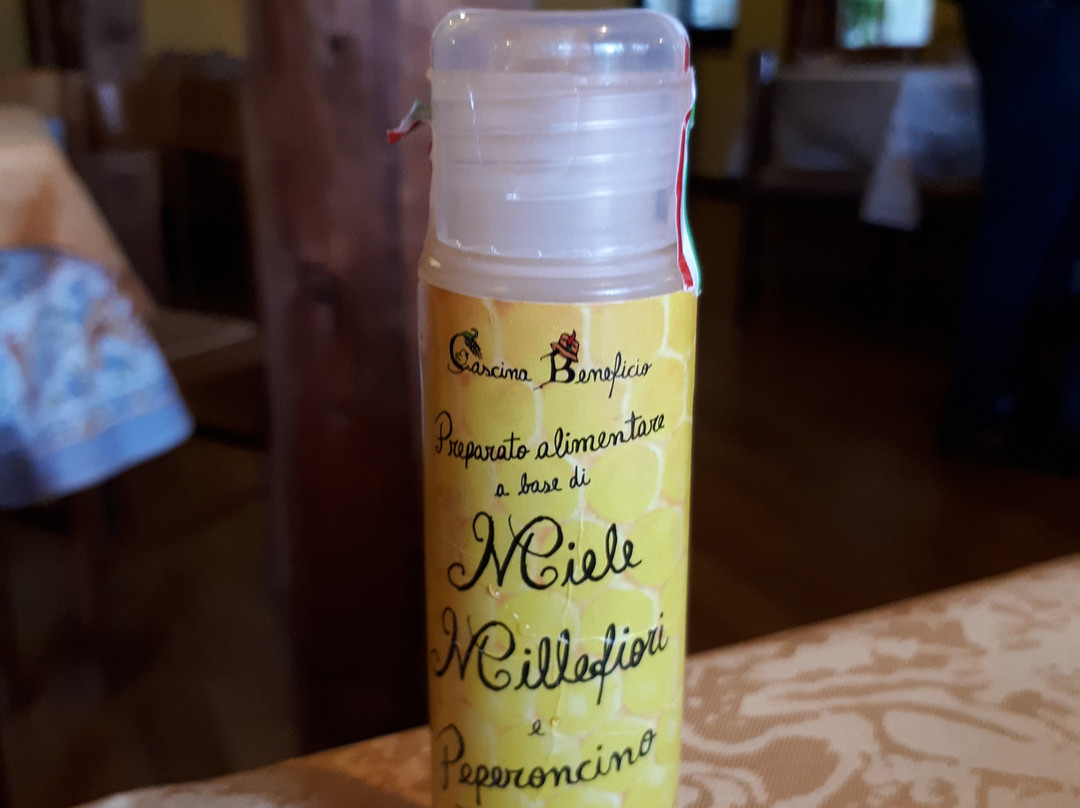 Cascina Beneficio
Preparato alimentare
a base di
Miele
Millefiori
e
Peperoncino